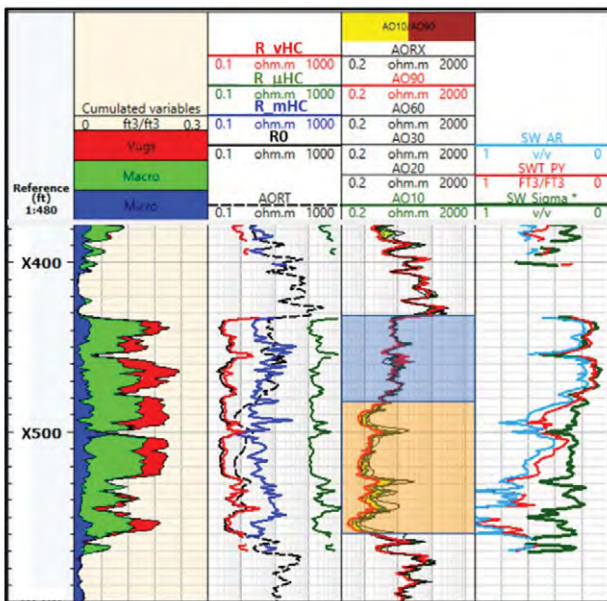 Reference
(ft)
1:480
Cumulated variables
0 ft3/ft3 0.3
Vugs
Macro
Micro
R_vHC
0.1 ohm.m 1000
R_µHC
0.1 ohm.m 1000
R_mHC
0.1 ohm.m 1000
R0
0.1 ohm.m 1000
AORT
0.1 ohm.m 1000
AO10/AO90
AORX
0.2 ohm.m 2000
AO90
0.2 ohm.m 2000
AO60
0.2 ohm.m 2000
AO30
0.2 ohm.m 2000
AO20
0.2 ohm.m 2000
AO10
0.2 ohm.m 2000
SW_AR
1 v/v 0
SWT_PY
1 FT3/FT3 0
SW_Sigma *
1 v/v 0
X400
X500